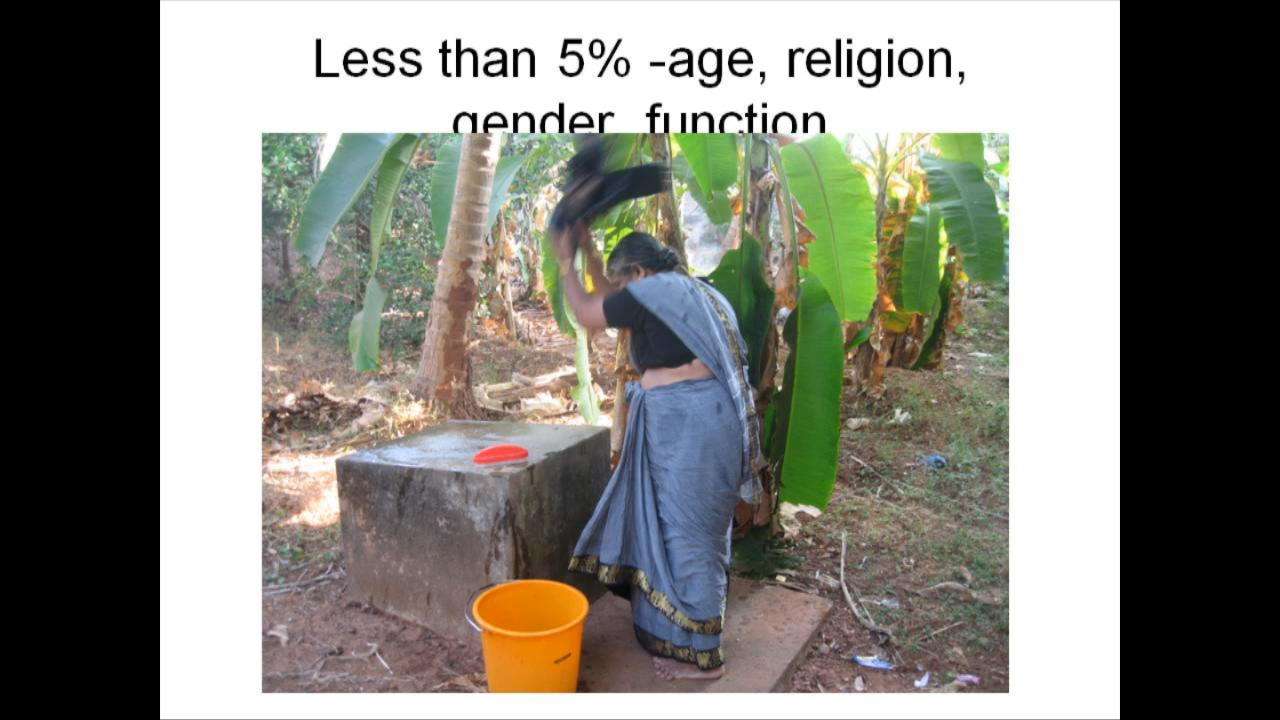 Less than 5% -age, religion,
gender, function